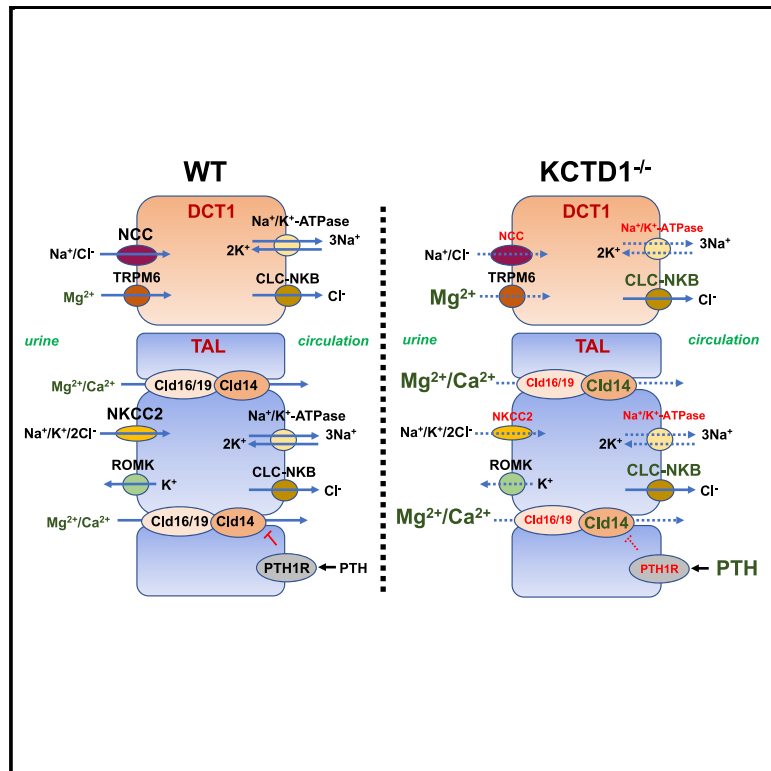 WT
DCT1
NCC
Na⁺/K⁺-ATPase
Na⁺/Cl⁻
2K⁺
3Na⁺
TRPM6
CLC-NKB
Mg²⁺
Cl⁻
urine
TAL
circulation
Mg²⁺/Ca²⁺
Cld16/19
Cld14
NKCC2
Na⁺/K⁺-ATPase
Na⁺/K⁺/2Cl⁻
2K⁺
3Na⁺
ROMK
CLC-NKB
K⁺
Cl⁻
Mg²⁺/Ca²⁺
Cld16/19
Cld14
PTH1R
PTH
KCTD1⁻/⁻
DCT1
NCC
Na⁺/K⁺-ATPase
Na⁺/Cl⁻
2K⁺
3Na⁺
TRPM6
CLC-NKB
Mg²⁺
Cl⁻
urine
TAL
circulation
Mg²⁺/Ca²⁺
Cld16/19
Cld14
NKCC2
Na⁺/K⁺-ATPase
Na⁺/K⁺/2Cl⁻
2K⁺
3Na⁺
ROMK
CLC-NKB
K⁺
Cl⁻
Mg²⁺/Ca²⁺
Cld16/19
Cld14
PTH1R
PTH